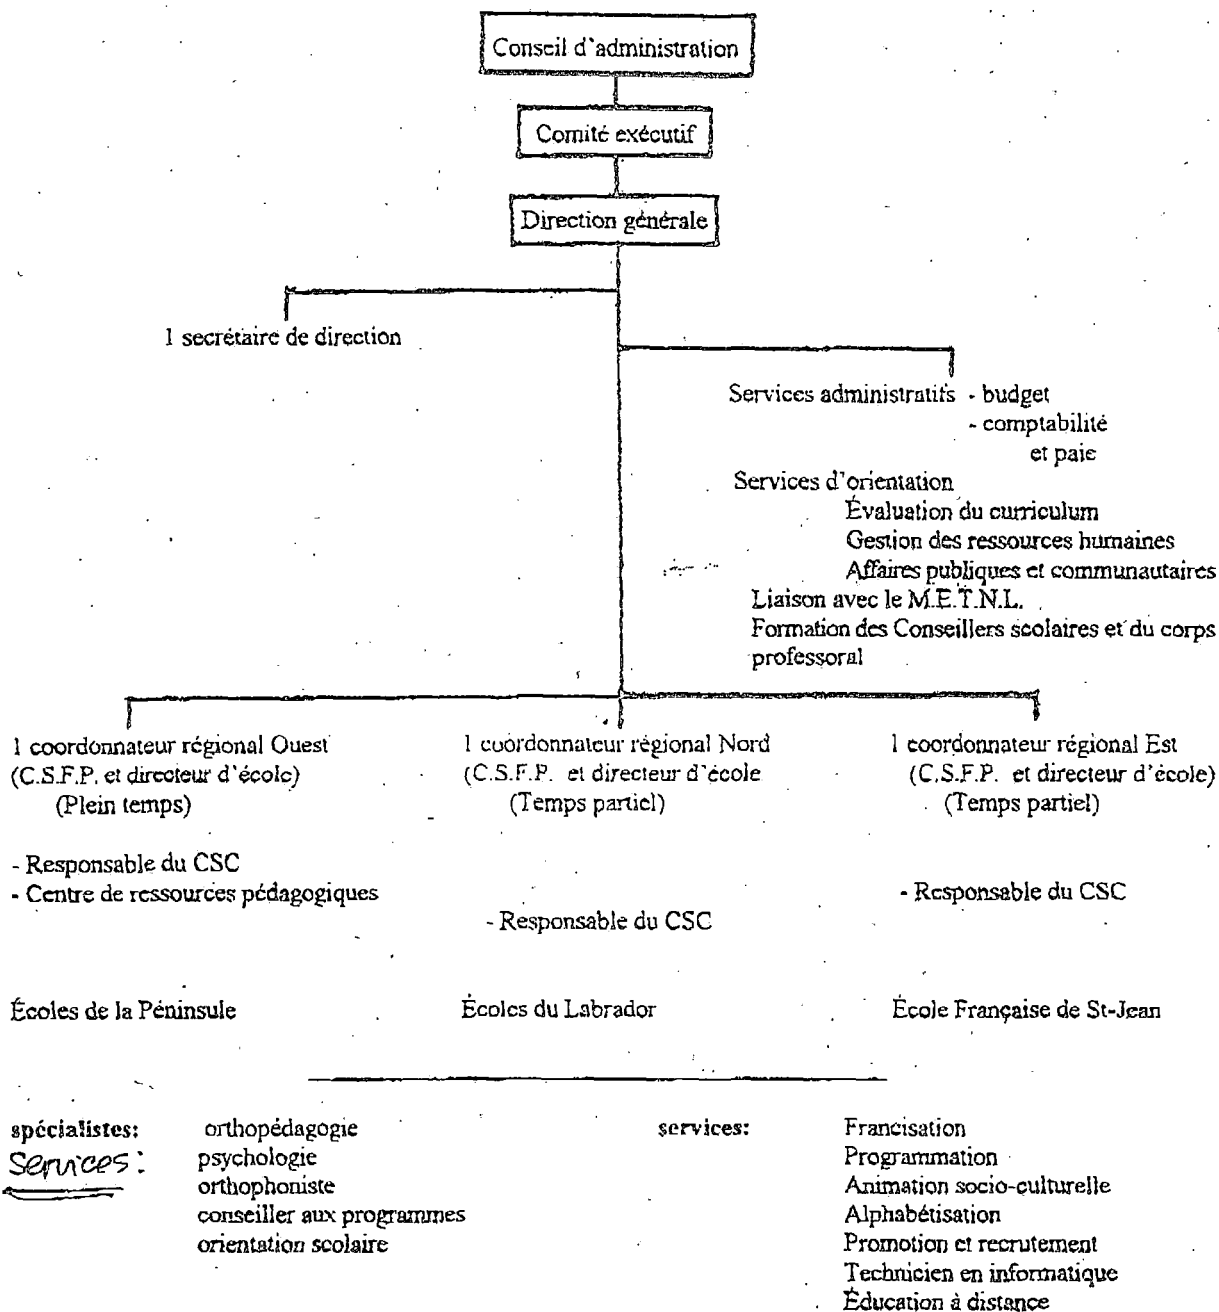 Conseil d'administration
Comité exécutif
Direction générale
1 secrétaire de direction
Services administratifs - budget
- comptabilité
et paie
Services d'orientation
Évaluation du curriculum
Gestion des ressources humaines
Affaires publiques et communautaires
Liaison avec le M.E.T.N.L.
Formation des Conseillers scolaires et du corps
professoral
1 coordonnateur régional Ouest
(C.S.F.P. et directeur d'école)
(Plein temps)
- Responsable du CSC
- Centre de ressources pédagogiques
Écoles de la Péninsule
1 coordonnateur régional Nord
(C.S.F.P. et directeur d'école
(Temps partiel)
- Responsable du CSC
Écoles du Labrador
1 coordonnateur régional Est
(C.S.F.P. et directeur d'école)
(Temps partiel)
- Responsable du CSC
École Française de St-Jean
spécialistes: orthopédagogie
services: psychologie
orthophoniste
conseiller aux programmes
orientation scolaire
services: Francisation
Programmation
Animation socio-culturelle
Alphabétisation
Promotion et recrutement
Technicien en informatique
Éducation à distance